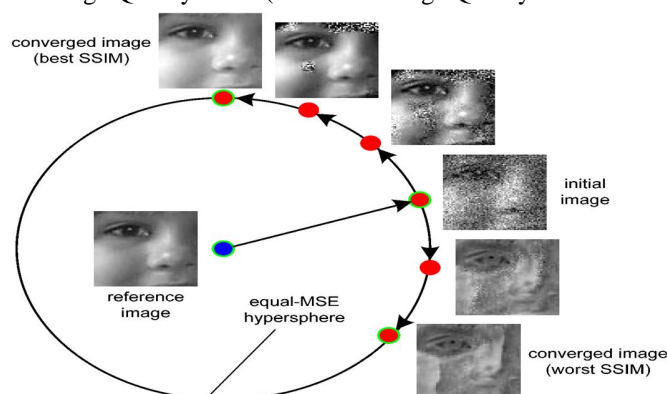 converged image
(best SSIM)
initial
image
reference
image
equal-MSE
hypersphere
converged image
(worst SSIM)